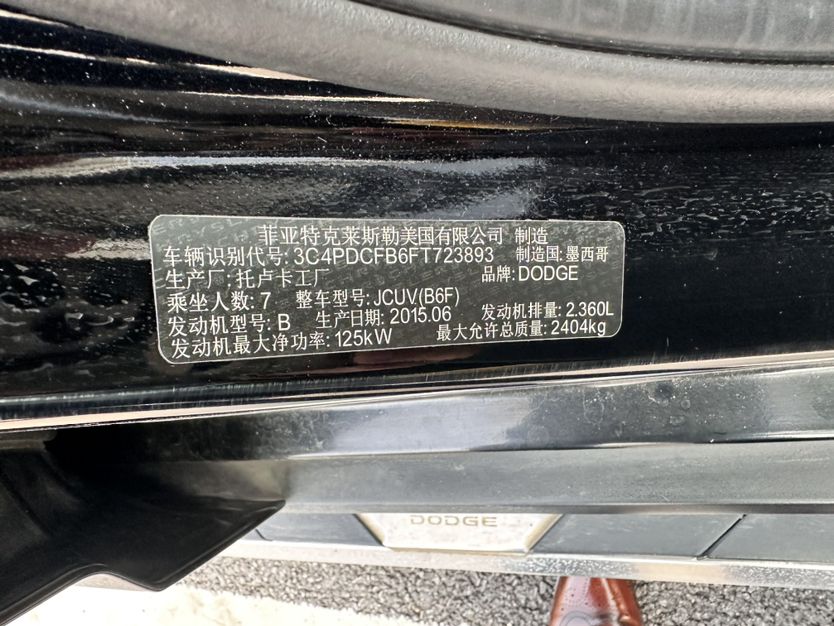 菲亚特克莱斯勒美国有限公司 制造
车辆识别代号: 3C4PDCFB6FT723893 制造国: 墨西哥
生产厂: 托卢卡工厂 品牌: DODGE
乘坐人数: 7 整车型号: JCUV(B6F)
发动机型号: B 生产日期: 2015.06 发动机排量: 2.360L
发动机最大净功率: 125kW 最大允许总质量: 2404kg
DODGE